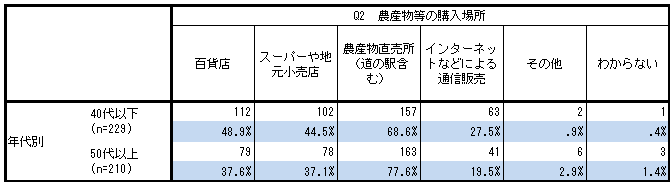 Q2　農産物等の購入場所
百貨店 スーパーや地元小売店 農産物直売所（道の駅含む） インターネットなどによる通信販売 その他 わからない
年代別
40代以下 (n=229) 112 102 157 63 2 1
48.9% 44.5% 68.6% 27.5% .9% .4%
50代以上 (n=210) 79 78 163 41 6 3
37.6% 37.1% 77.6% 19.5% 2.9% 1.4%